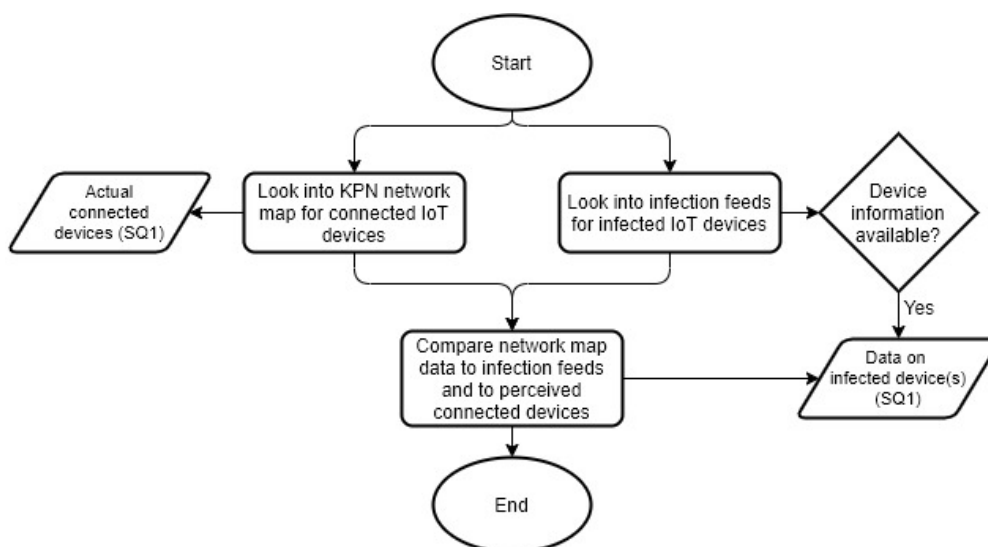 Start
Actual
connected
devices (SQ1)
Look into KPN network
map for connected IoT
devices
Look into infection feeds
for infected IoT devices
Device
information
available?
Yes
Compare network map
data to infection feeds
and to perceived
connected devices
Data on
infected device(s)
(SQ1)
End